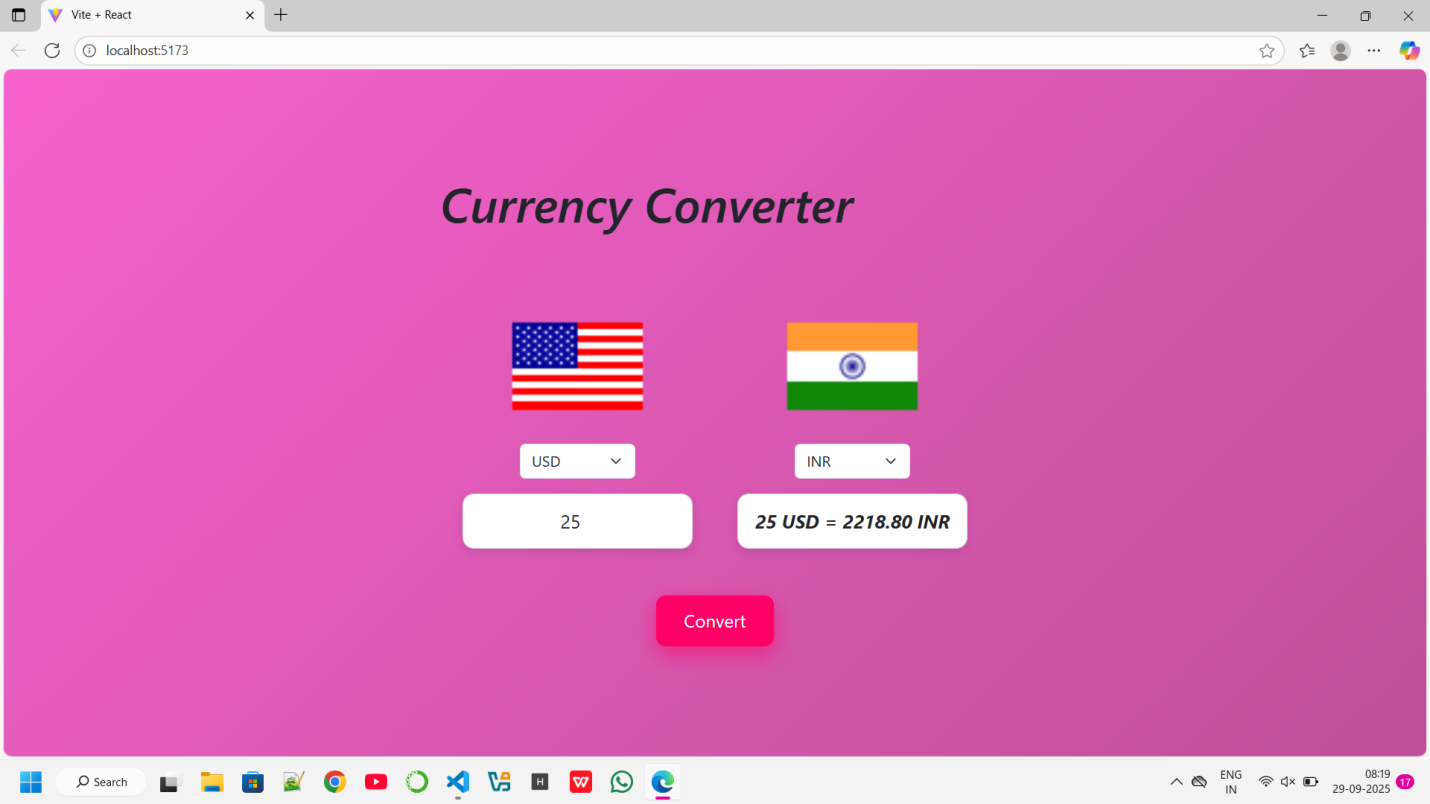 Vite + React
localhost:5173
Currency Converter
USD
INR
25
25 USD = 2218.80 INR
Convert
Search
H
W
ENG
IN
08:19
29-09-2025
17